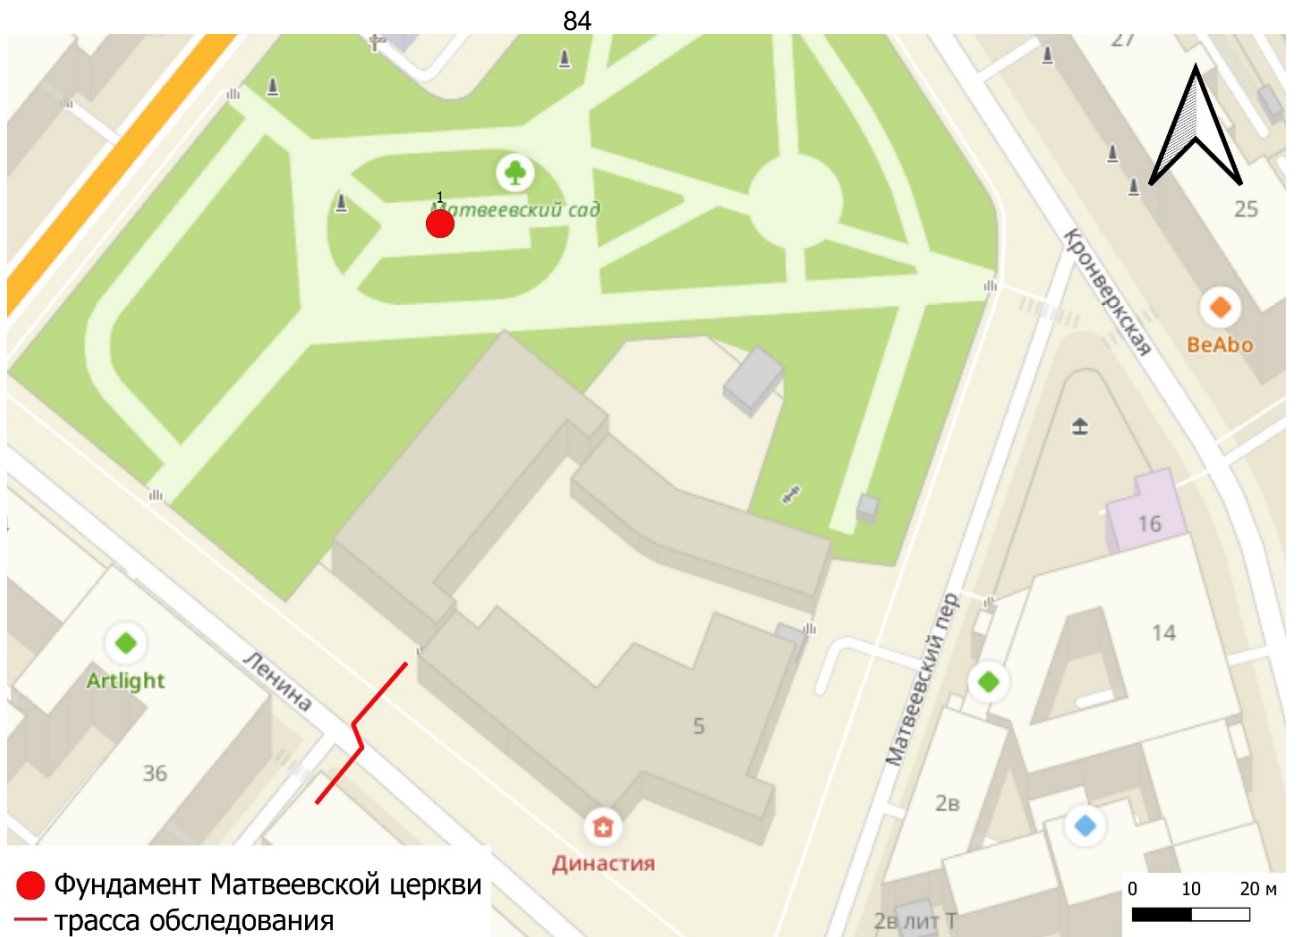 84
27
1
Матвеевский сад
25
Кронверкская
BeAbo
16
14
Матвеевский пер
Artlight
Ленина
5
36
2в
Династия
Фундамент Матвеевской церкви
трасса обследования
2в лит Т
0 10 20 м